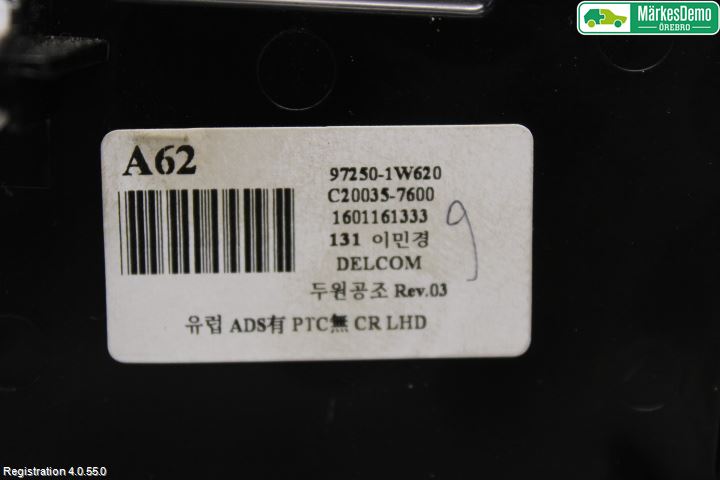 MärkesDemo
ÖREBRO
A62
97250-1W620
C20035-7600
1601161333
131 이민경
DELCOM
두원공조 Rev.03
유럽 ADS有 PTC無 CR LHD
9
Registration 4.0.55.0